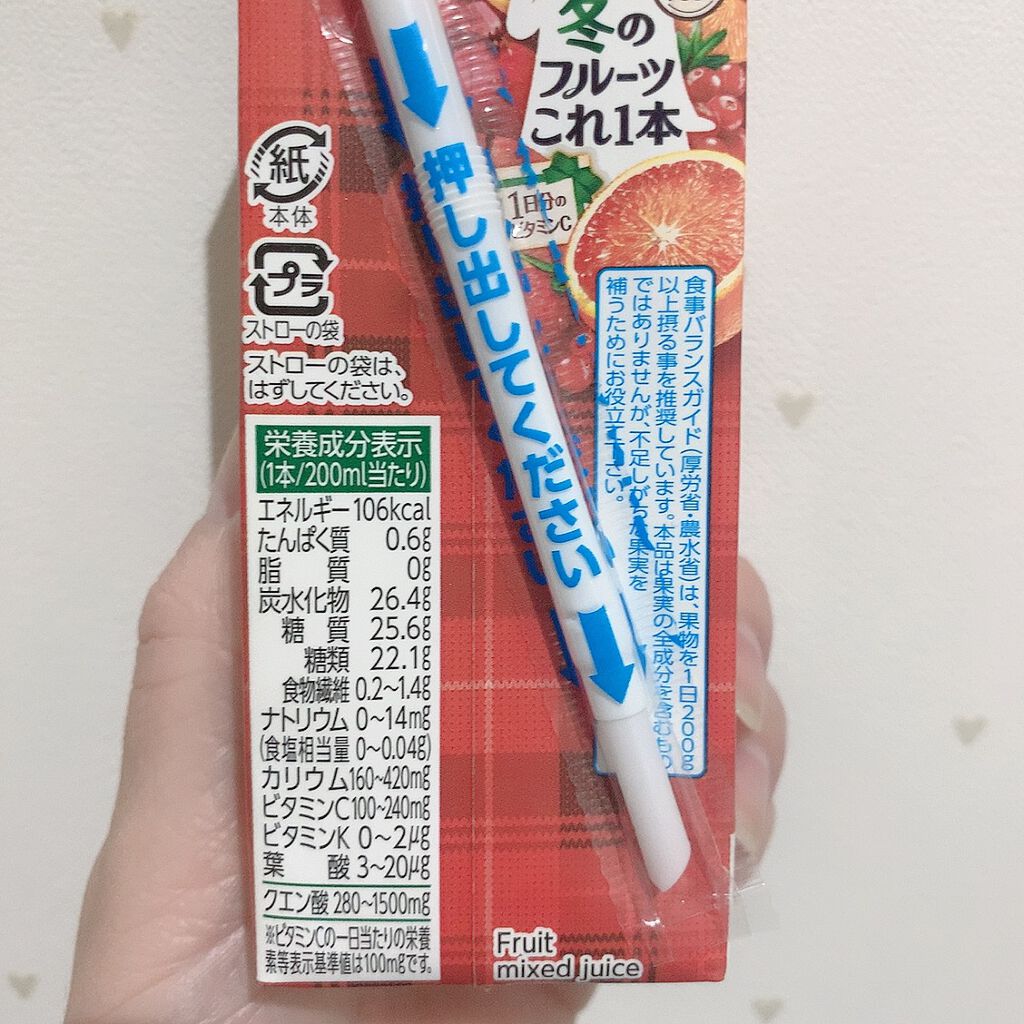 冬の
フルーツ
これ1本
紙
本体
プラ
ストローの袋
ストローの袋は、
はずしてください。
押し出してください
1日分の
ビタミンC
食事バランスガイド(厚労省・農水省)は、果物を1日200g
以上摂る事を推奨しています。本品は果実の全成分を含むもの
ではありませんが、不足しがちな果実を
補うためにお役立て下さい。
栄養成分表示
(1本/200ml当たり)
エネルギー 106kcal
たんぱく質 0.6g
脂質 0g
炭水化物 26.4g
糖質 25.6g
糖類 22.1g
食物繊維 0.2~1.4g
ナトリウム 0~14mg
(食塩相当量 0~0.04g)
カリウム 160~420mg
ビタミンC 100~240mg
ビタミンK 0~2μg
葉酸 3~20μg
クエン酸 280~1500mg
※ビタミンCの一日当たりの栄養
素等表示基準値は100mgです。
Fruit
mixed juice